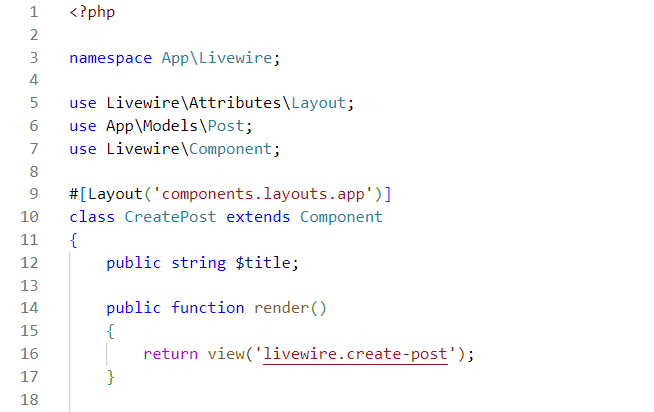 1 <?php
2
3 namespace App\Livewire;
4
5 use Livewire\Attributes\Layout;
6 use App\Models\Post;
7 use Livewire\Component;
8
9 #[Layout('components.layouts.app')]
10 class CreatePost extends Component
11 {
12     public string $title;
13
14     public function render()
15     {
16         return view('livewire.create-post');
17     }
18